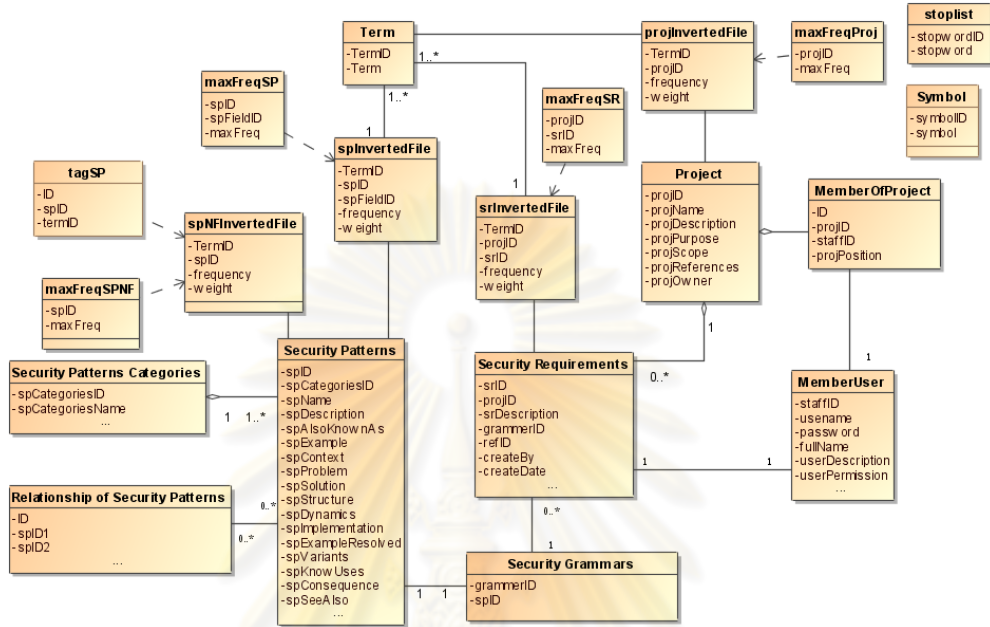 Term
-TermID
-Term
projInvertedFile
-TermID
-projID
-frequency
-weight
maxFreqProj
-projID
-maxFreq
stoplist
-stopwordID
-stopword
1..*
1..*
maxFreqSP
-spID
-spFieldID
-maxFreq
maxFreqSR
-projID
-srID
-maxFreq
Symbol
-symbolID
-symbol
1
spInvertedFile
-TermID
-spID
-spFieldID
-frequency
-weight
tagSP
-ID
-spID
-termID
Project
-projID
-projName
-projDescription
-projPurpose
-projScope
-projReferences
-projOwner
MemberOfProject
-ID
-projID
-staffID
-projPosition
1
srInvertedFile
-TermID
-projID
-srID
-frequency
-weight
spNFInvertedFile
-TermID
-spID
-frequency
-weight
maxFreqSPNF
-spID
-maxFreq
1
0..*
1
Security Patterns
-spID
-spCategoriesID
-spName
-spDescription
-spAlsoKnownAs
-spExample
-spContext
-spProblem
-spSolution
-spStructure
-spDynamics
-spImplementation
-spExampleResolved
-spVariants
-spKnowUses
-spConsequence
-spSeeAlso
...
Security Requirements
-srID
-projID
-srDescription
-grammerID
-refID
-createBy
-createDate
...
MemberUser
-staffID
-usename
-password
-fullName
-userDescription
-userPermission
...
Security Patterns Categories
-spCategoriesID
-spCategoriesName
...
1
1..*
1
1
Relationship of Security Patterns
-ID
-spID1
-spID2
...
0..*
0..*
0..*
1
Security Grammars
-grammerID
-spID
1
1